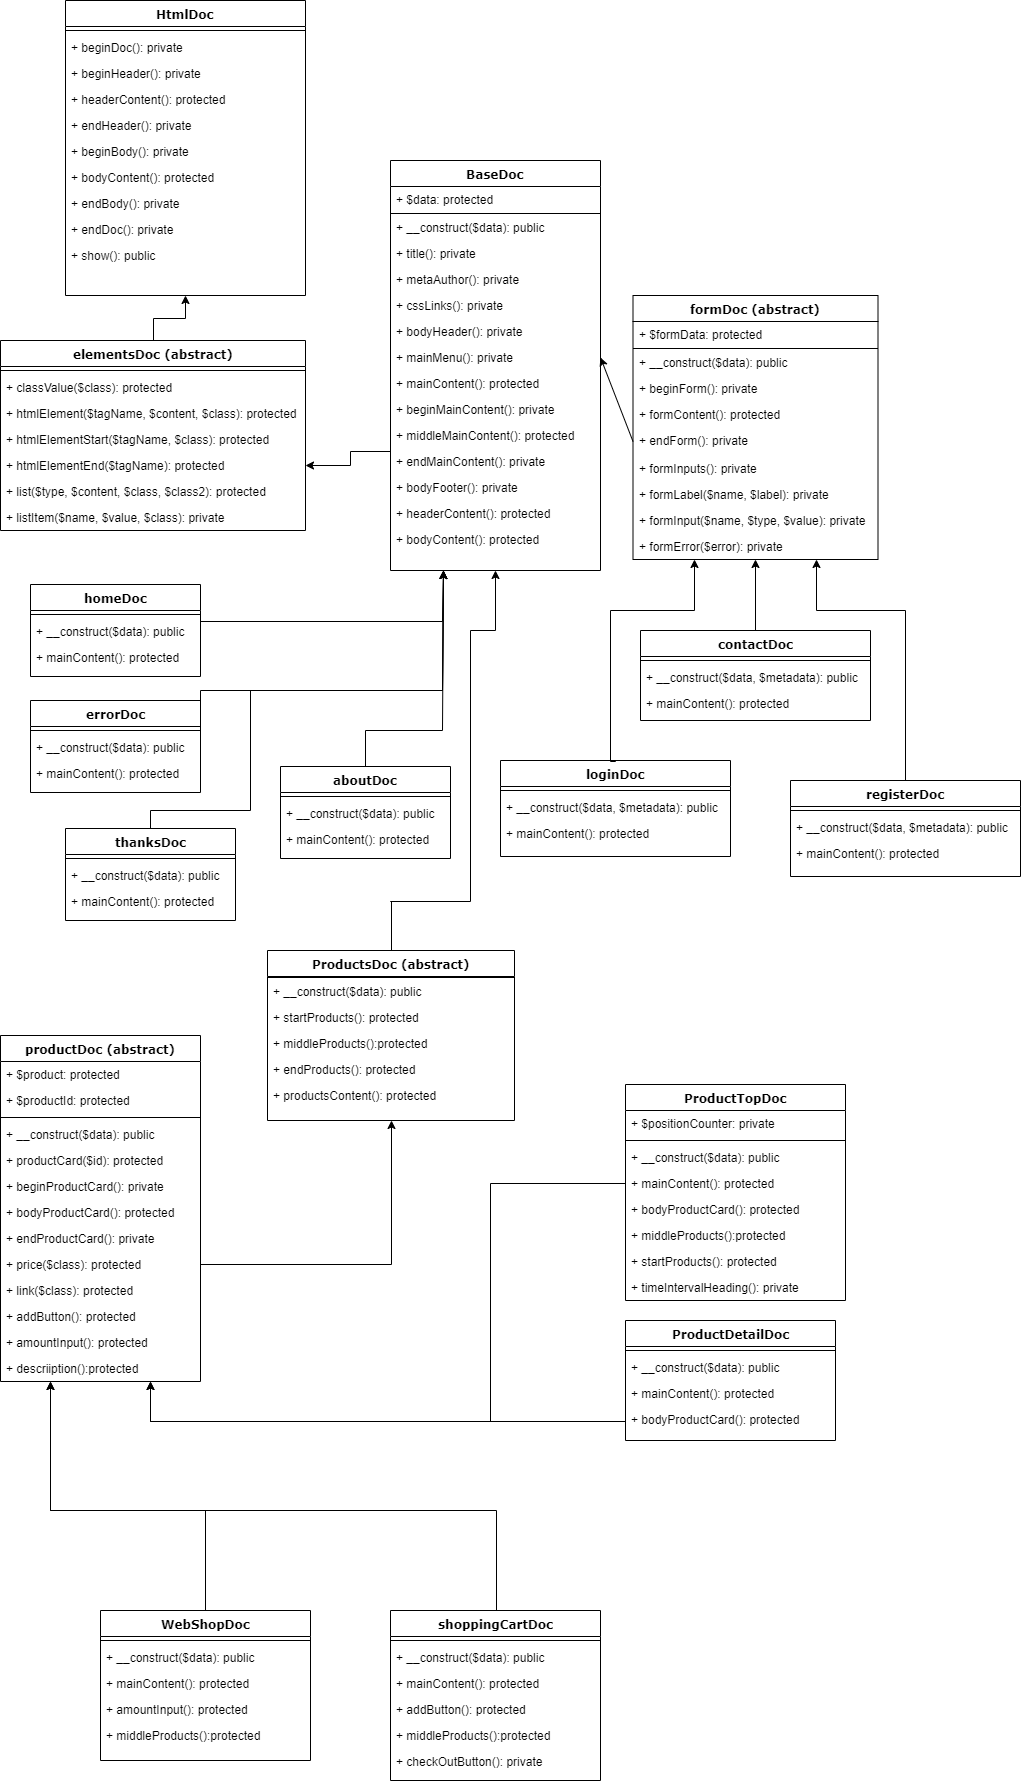 HtmlDoc
+ beginDoc(): private
+ beginHeader(): private
+ headerContent(): protected
+ endHeader(): private
+ beginBody(): private
+ bodyContent(): protected
+ endBody(): private
+ endDoc(): private
+ show(): public
BaseDoc
+ $data: protected
+ __construct($data): public
+ title(): private
+ metaAuthor(): private
+ cssLinks(): private
+ bodyHeader(): private
+ mainMenu(): private
+ mainContent(): protected
+ beginMainContent(): private
+ middleMainContent(): protected
+ endMainContent(): private
+ bodyFooter(): private
+ headerContent(): protected
+ bodyContent(): protected
formDoc (abstract)
+ $formData: protected
+ __construct($data): public
+ beginForm(): private
+ formContent(): protected
+ endForm(): private
+ formInputs(): private
+ formLabel($name, $label): private
+ formInput($name, $type, $value): private
+ formError($error): private
elementsDoc (abstract)
+ classValue($class): protected
+ htmlElement($tagName, $content, $class): protected
+ htmlElementStart($tagName, $class): protected
+ htmlElementEnd($tagName): protected
+ list($type, $content, $class, $class2): protected
+ listItem($name, $value, $class): private
homeDoc
+ __construct($data): public
+ mainContent(): protected
contactDoc
+ __construct($data, $metadata): public
+ mainContent(): protected
errorDoc
+ __construct($data): public
+ mainContent(): protected
aboutDoc
+ __construct($data): public
+ mainContent(): protected
loginDoc
+ __construct($data, $metadata): public
+ mainContent(): protected
registerDoc
+ __construct($data, $metadata): public
+ mainContent(): protected
thanksDoc
+ __construct($data): public
+ mainContent(): protected
ProductsDoc (abstract)
+ __construct($data): public
+ startProducts(): protected
+ middleProducts():protected
+ endProducts(): protected
+ productsContent(): protected
productDoc (abstract)
+ $product: protected
+ $productId: protected
+ __construct($data): public
+ productCard($id): protected
+ beginProductCard(): private
+ bodyProductCard(): protected
+ endProductCard(): private
+ price($class): protected
+ link($class): protected
+ addButton(): protected
+ amountInput(): protected
+ descriiption():protected
ProductTopDoc
+ $positionCounter: private
+ __construct($data): public
+ mainContent(): protected
+ bodyProductCard(): protected
+ middleProducts():protected
+ startProducts(): protected
+ timeIntervalHeading(): private
ProductDetailDoc
+ __construct($data): public
+ mainContent(): protected
+ bodyProductCard(): protected
WebShopDoc
+ __construct($data): public
+ mainContent(): protected
+ amountInput(): protected
+ middleProducts():protected
shoppingCartDoc
+ __construct($data): public
+ mainContent(): protected
+ addButton(): protected
+ middleProducts():protected
+ checkOutButton(): private